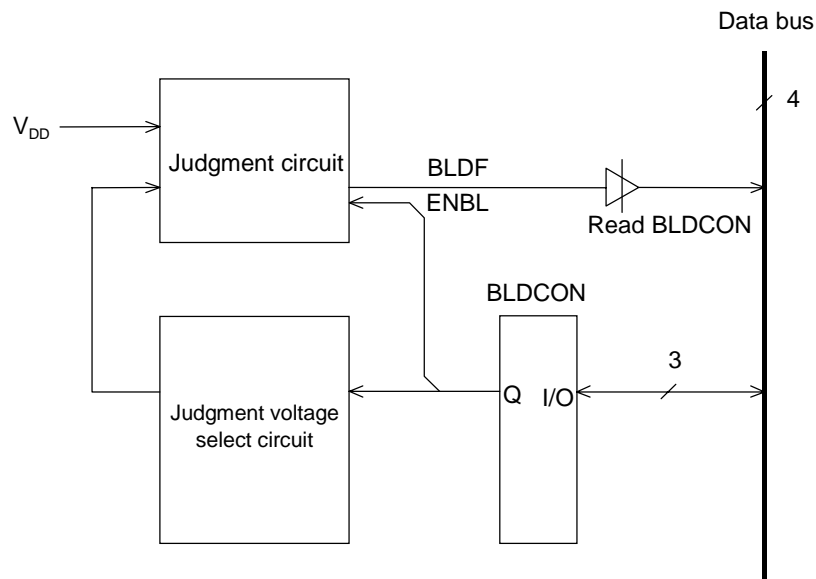 Data bus
4
VDD
Judgment circuit
BLDF
ENBL
Read BLDCON
BLDCON
3
Q I/O
Judgment voltage
select circuit